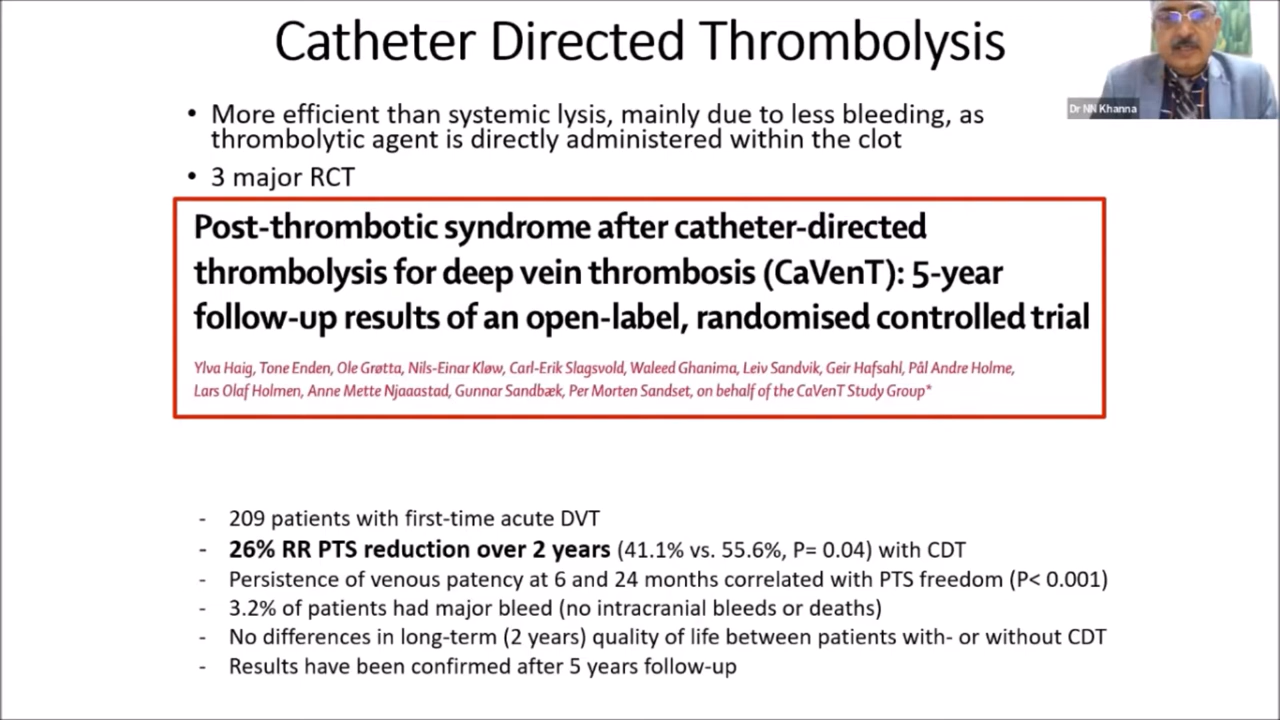 Catheter Directed Thrombolysis
Dr NN Khanna
• More efficient than systemic lysis, mainly due to less bleeding, as
thrombolytic agent is directly administered within the clot
• 3 major RCT
Post-thrombotic syndrome after catheter-directed
thrombolysis for deep vein thrombosis (CaVenT): 5-year
follow-up results of an open-label, randomised controlled trial
Ylva Haig, Tone Enden, Ole Grøtta, Nils-Einar Kløw, Carl-Erik Slagsvold, Waleed Ghanima, Leiv Sandvik, Geir Hafsahl, Pål Andre Holme,
Lars Olaf Holmen, Anne Mette Njaaastad, Gunnar Sandbæk, Per Morten Sandset, on behalf of the CaVenT Study Group*
- 209 patients with first-time acute DVT
- 26% RR PTS reduction over 2 years (41.1% vs. 55.6%, P= 0.04) with CDT
- Persistence of venous patency at 6 and 24 months correlated with PTS freedom (P< 0.001)
- 3.2% of patients had major bleed (no intracranial bleeds or deaths)
- No differences in long-term (2 years) quality of life between patients with- or without CDT
- Results have been confirmed after 5 years follow-up